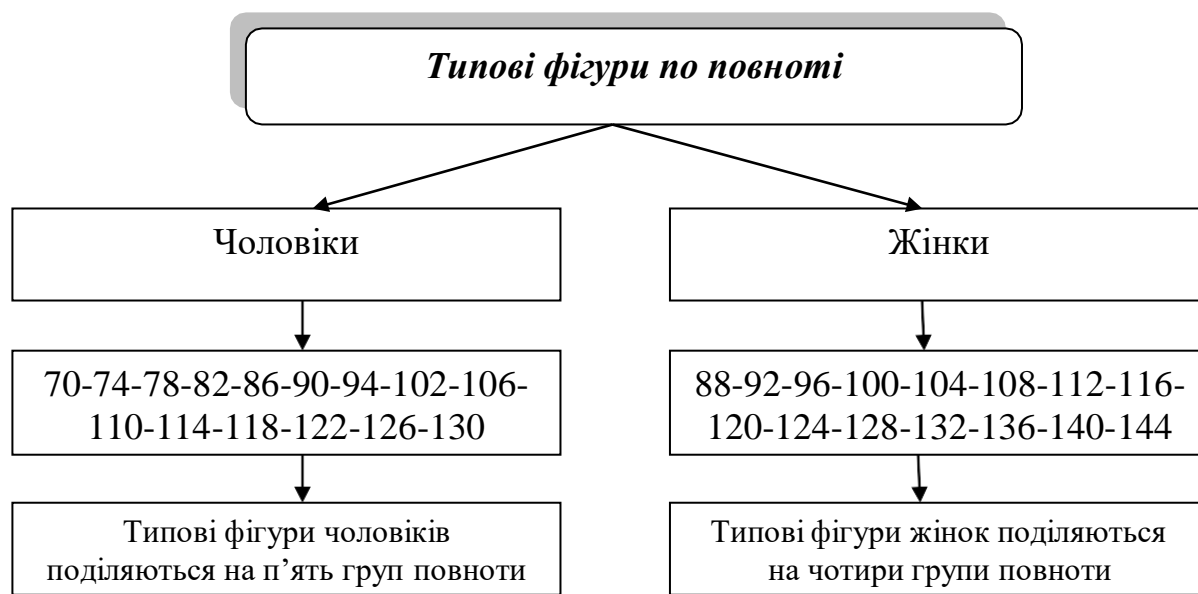 Типові фігури по повноті
Чоловіки
Жінки
70-74-78-82-86-90-94-102-106-
110-114-118-122-126-130
88-92-96-100-104-108-112-116-
120-124-128-132-136-140-144
Типові фігури чоловіків
поділяються на п’ять груп повноти
Типові фігури жінок поділяються
на чотири групи повноти